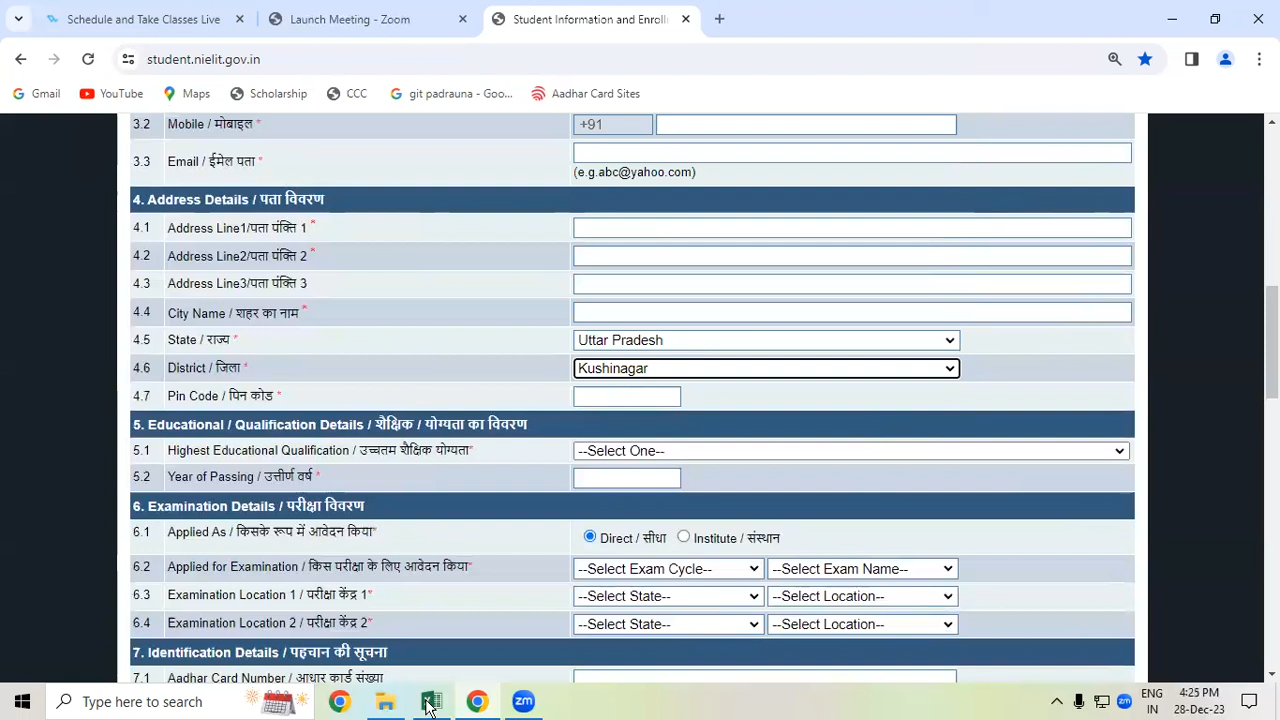 Schedule and Take Classes Live
Launch Meeting - Zoom
Student Information and Enroll
student.nielit.gov.in
Gmail
YouTube
Maps
Scholarship
CCC
git padrauna - Goo...
Aadhar Card Sites
3.2 Mobile / मोबाइल * +91
3.3 Email / ईमेल पता *
(e.g.abc@yahoo.com)
4. Address Details / पता विवरण
4.1 Address Line1/पता पंक्ति 1 *
4.2 Address Line2/पता पंक्ति 2 *
4.3 Address Line3/पता पंक्ति 3
4.4 City Name / शहर का नाम *
4.5 State / राज्य * Uttar Pradesh
4.6 District / जिला * Kushinagar
4.7 Pin Code / पिन कोड *
5. Educational / Qualification Details / शैक्षिक / योग्यता का विवरण
5.1 Highest Educational Qualification / उच्चतम शैक्षिक योग्यता* --Select One--
5.2 Year of Passing / उत्तीर्ण वर्ष *
6. Examination Details / परीक्षा विवरण
6.1 Applied As / किसके रूप में आवेदन किया* Direct / सीधा Institute / संस्थान
6.2 Applied for Examination / किस परीक्षा के लिए आवेदन किया* --Select Exam Cycle-- --Select Exam Name--
6.3 Examination Location 1 / परीक्षा केंद्र 1* --Select State-- --Select Location--
6.4 Examination Location 2 / परीक्षा केंद्र 2* --Select State-- --Select Location--
7. Identification Details / पहचान की सूचना
7.1 Aadhar Card Number / आधार कार्ड संख्या
Type here to search
zm
zm
ENG
IN
4:25 PM
28-Dec-23